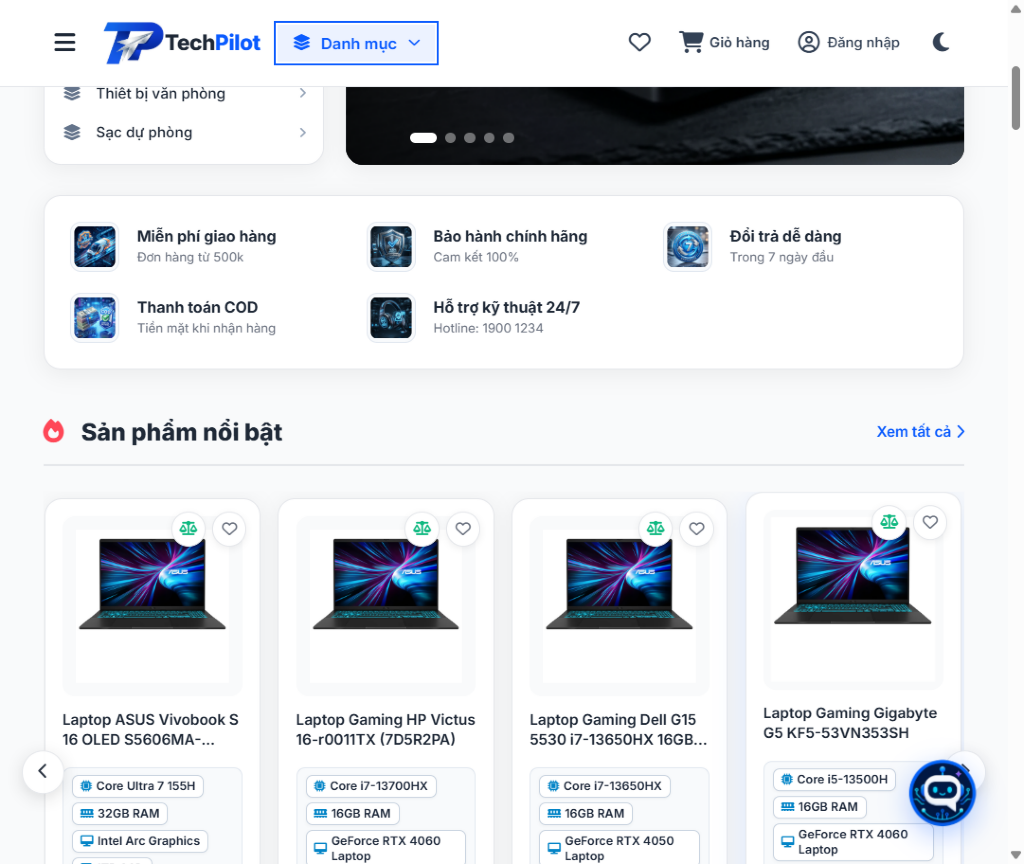 TechPilot
Danh mục
Giỏ hàng
Đăng nhập
Thiết bị văn phòng
Sạc dự phòng
Miễn phí giao hàng
Đơn hàng từ 500k
Bảo hành chính hãng
Cam kết 100%
Đổi trả dễ dàng
Trong 7 ngày đầu
Thanh toán COD
Tiền mặt khi nhận hàng
Hỗ trợ kỹ thuật 24/7
Hotline: 1900 1234
Sản phẩm nổi bật
Xem tất cả
Laptop ASUS Vivobook S
16 OLED S5606MA-...
Core Ultra 7 155H
32GB RAM
Intel Arc Graphics
Laptop Gaming HP Victus
16-r0011TX (7D5R2PA)
Core i7-13700HX
16GB RAM
GeForce RTX 4060
Laptop
Laptop Gaming Dell G15
5530 i7-13650HX 16GB...
Core i7-13650HX
16GB RAM
GeForce RTX 4050
Laptop
Laptop Gaming Gigabyte
G5 KF5-53VN353SH
Core i5-13500H
16GB RAM
GeForce RTX 4060
Laptop